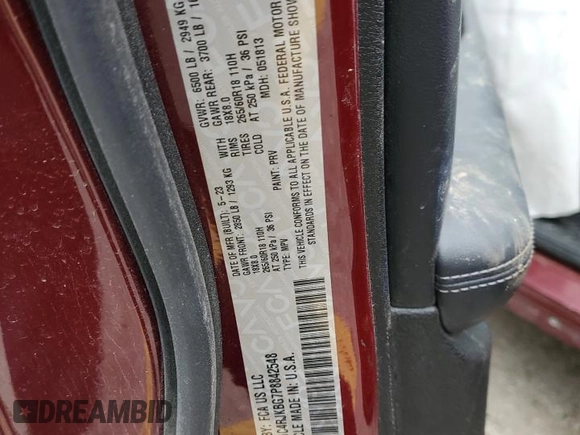 DATE OF MFR (BUILT): 5-23
GVWR: 6500 LB / 2949 KG
GAWR FRONT: 2850 LB / 1293 KG
WITH
GAWR REAR: 3700 LB /
18X8.0
RIMS
18X8.0
265/60R18 110H
TIRES
265/60R18 110H
AT 250 kPa / 36 PSI
COLD
AT 250 kPa / 36 PSI
TYPE: MPV
PAINT: PRV
MDH: 051813
THIS VEHICLE CONFORMS TO ALL APPLICABLE U.S.A. FEDERAL MOTOR
STANDARDS IN EFFECT ON THE DATE OF MANUFACTURE SHOWN
BY: FCA US LLC
C4RJKBG7P8842548
MADE IN U.S.A.
DREAMBID